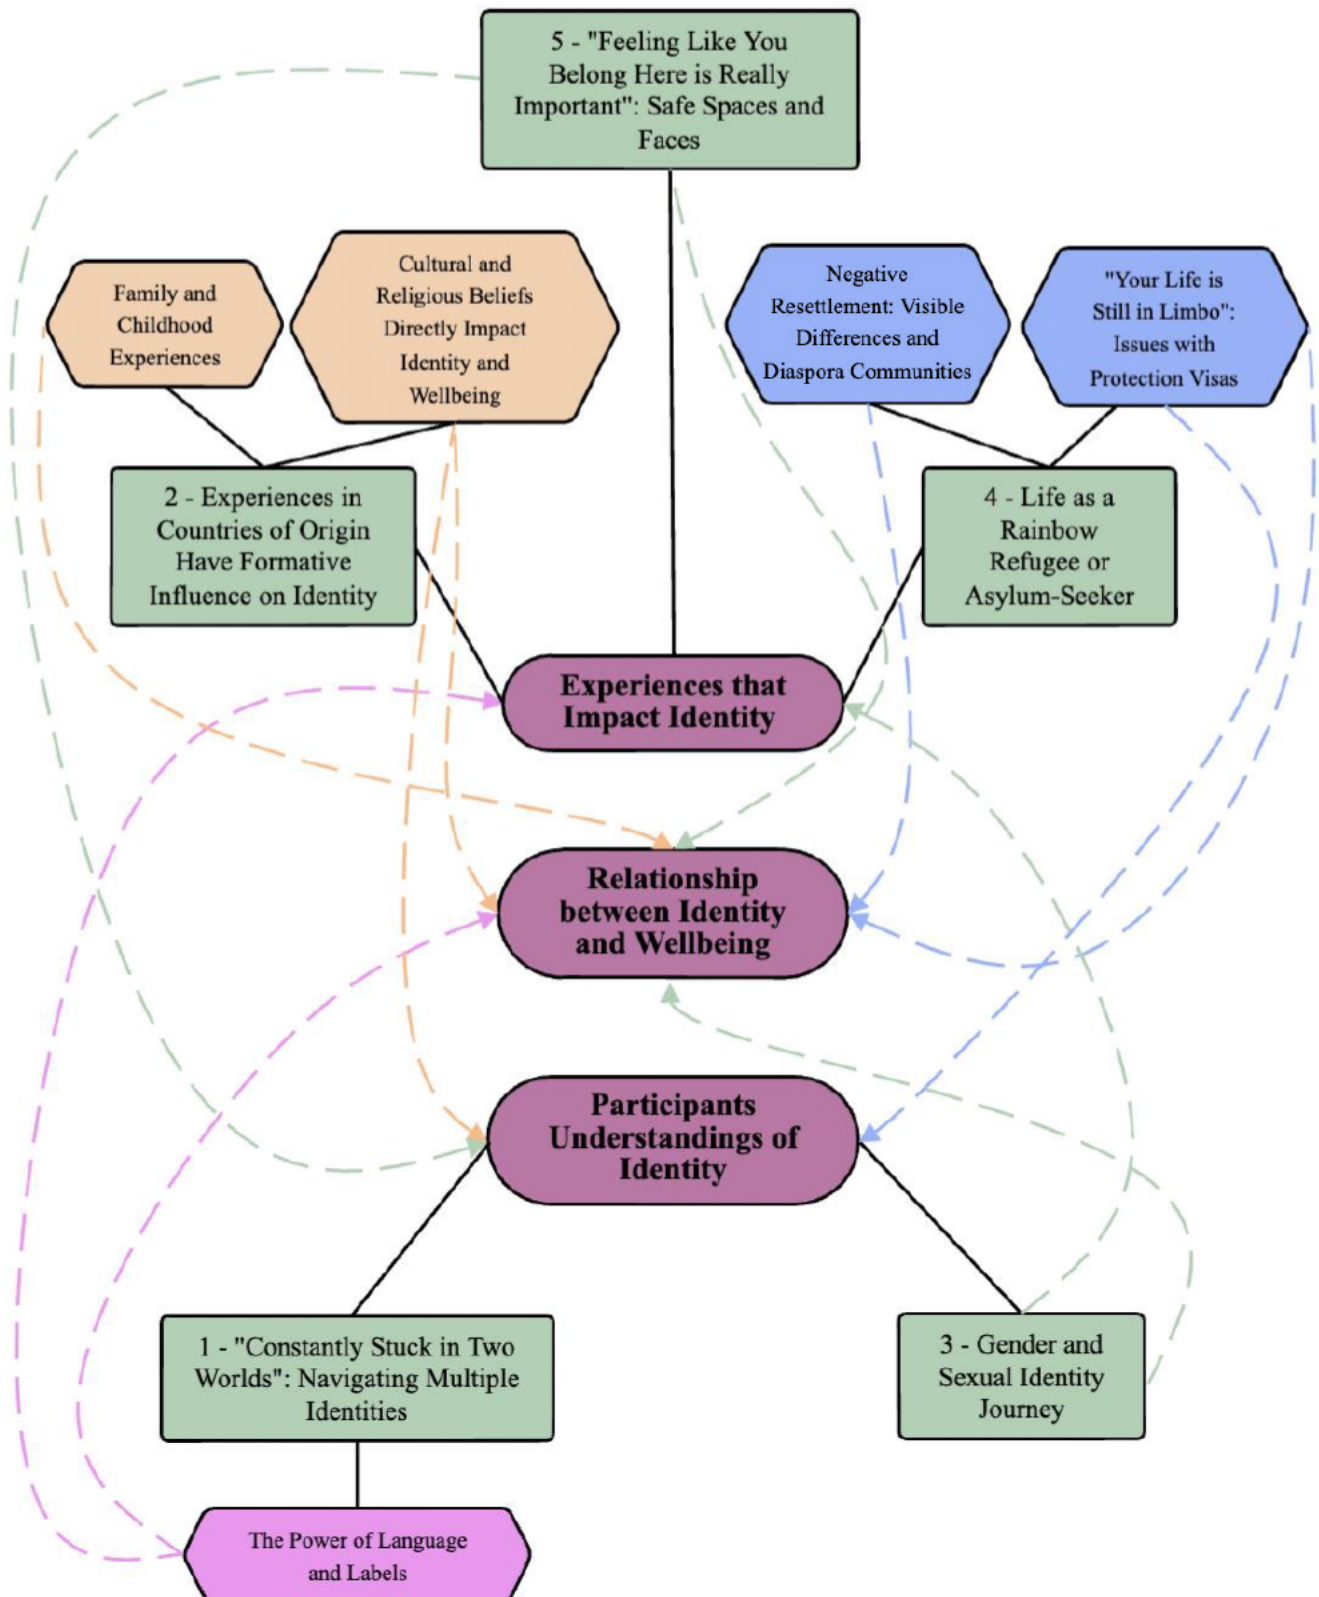 5 - "Feeling Like You
Belong Here is Really
Important": Safe Spaces and
Faces
Family and
Childhood
Experiences
Cultural and
Religious Beliefs
Directly Impact
Identity and
Wellbeing
Negative
Resettlement: Visible
Differences and
Diaspora Communities
"Your Life is
Still in Limbo":
Issues with
Protection Visas
2 - Experiences in
Countries of Origin
Have Formative
Influence on Identity
4 - Life as a
Rainbow
Refugee or
Asylum-Seeker
Experiences that
Impact Identity
Relationship
between Identity
and Wellbeing
Participants
Understandings of
Identity
1 - "Constantly Stuck in Two
Worlds": Navigating Multiple
Identities
3 - Gender and
Sexual Identity
Journey
The Power of Language
and Labels